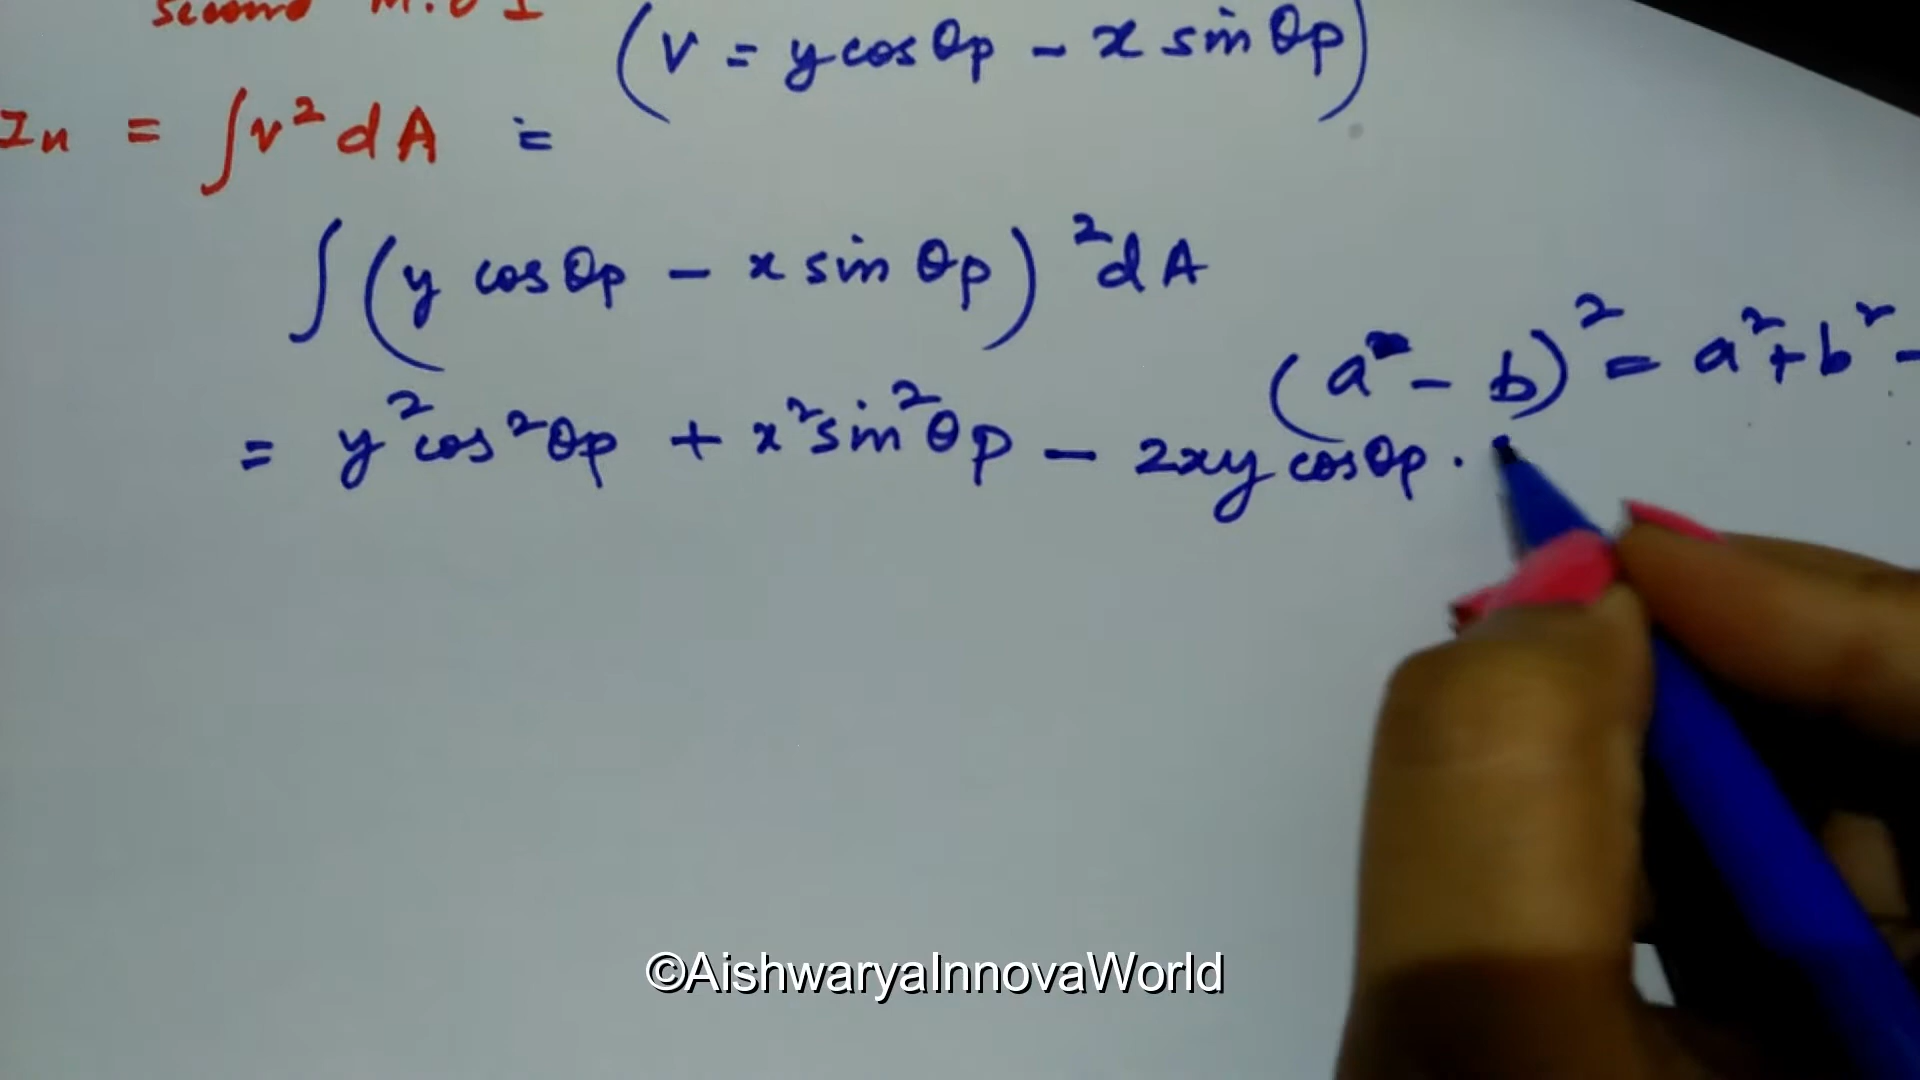 second M.O I
(v = y cos θp - x sin θp)
Iu = ∫v² dA =
∫(y cos θp - x sin θp)² dA
(a - b)² = a² + b² -
= y² cos² θp + x² sin² θp - 2xy cos θp ·
©AishwaryaInnovaWorld